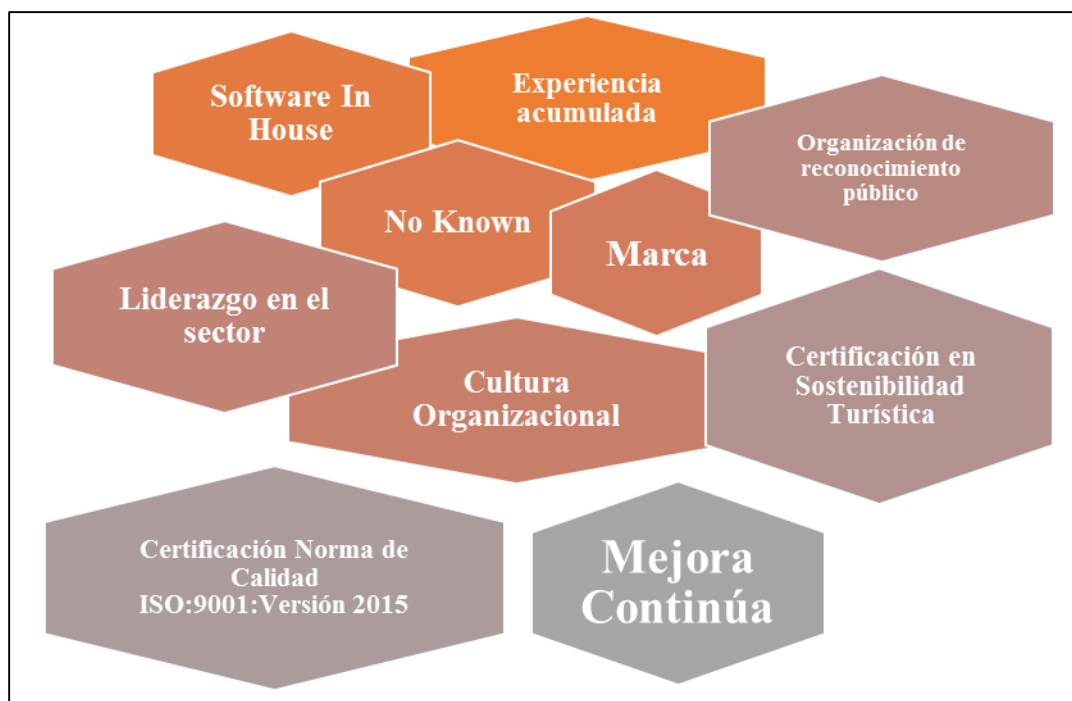 Software In
House
Experiencia
acumulada
Organización de
reconocimiento
público
No Known
Marca
Liderazgo en el
sector
Cultura
Organizacional
Certificación en
Sostenibilidad
Turística
Certificación Norma de
Calidad
ISO:9001:Versión 2015
Mejora
Continúa